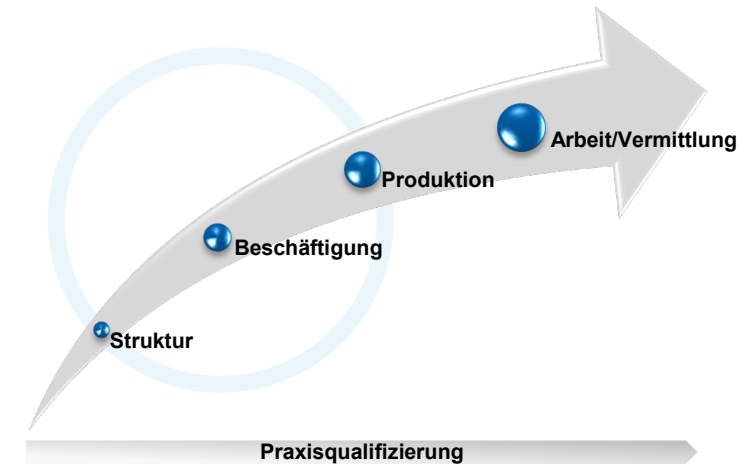 Arbeit/Vermittlung
Produktion
Beschäftigung
Struktur
Praxisqualifizierung